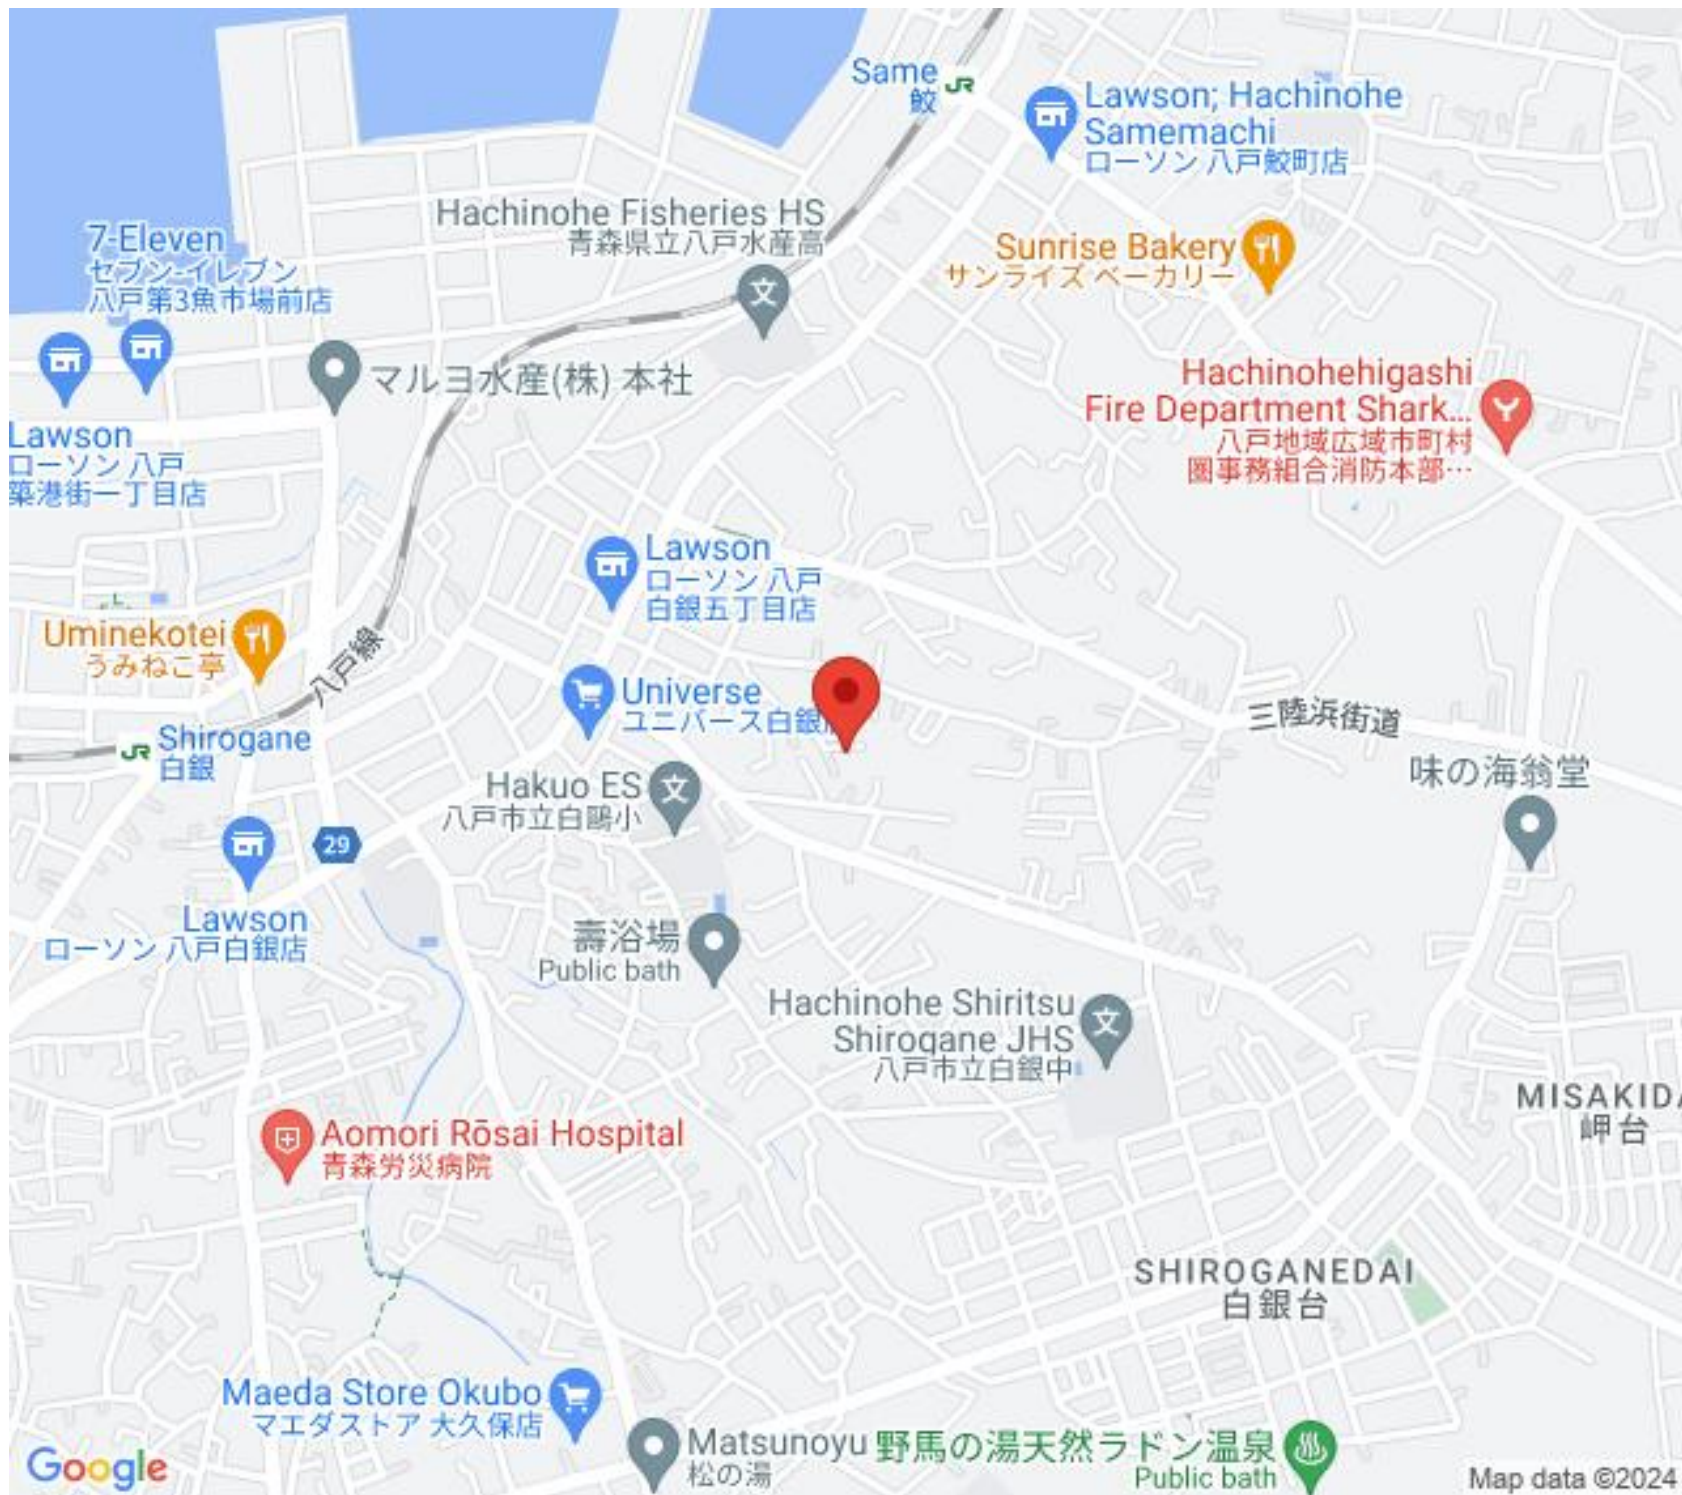 Same
鮫
Lawson; Hachinohe
Samemachi
ローソン 八戸鮫町店
Hachinohe Fisheries HS
青森県立八戸水産高
Sunrise Bakery
サンライズ ベーカリー
7-Eleven
セブン-イレブン
八戸第3魚市場前店
マルヨ水産(株) 本社
Hachinohehigashi
Fire Department Shark...
八戸地域広域市町村
圏事務組合消防本部…
Lawson
ローソン 八戸
築港街一丁目店
Lawson
ローソン 八戸
白銀五丁目店
Uminekotei
うみねこ亭
八戸線
Universe
ユニバース白銀
三陸浜街道
Shirogane
白銀
味の海翁堂
Hakuo ES
八戸市立白鷗小
29
Lawson
ローソン 八戸白銀店
壽浴場
Public bath
Hachinohe Shiritsu
Shirogane JHS
八戸市立白銀中
MISAKIDA
岬台
Aomori Rōsai Hospital
青森労災病院
SHIROGANEDAI
白銀台
Maeda Store Okubo
マエダストア 大久保店
Matsunoyu
松の湯
野馬の湯天然ラドン温泉
Public bath
Google
Map data ©2024